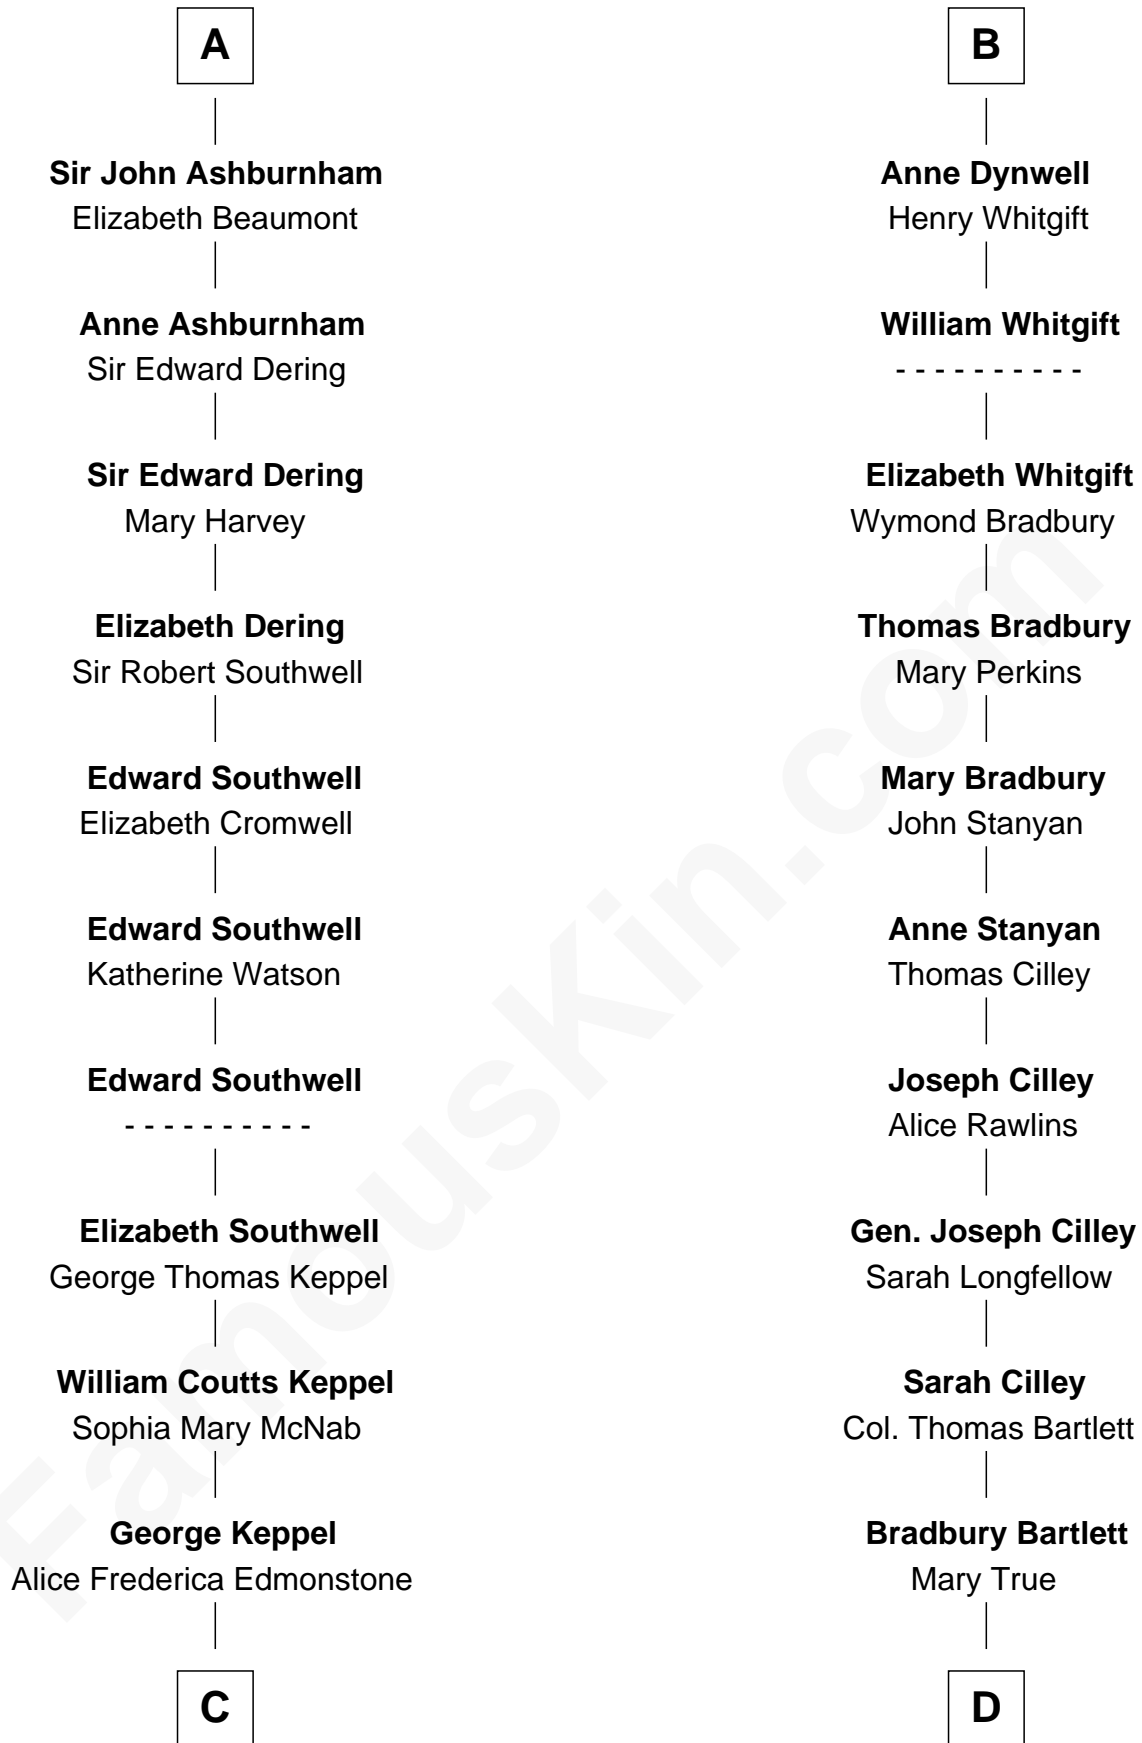 A
Sir John Ashburnham
Elizabeth Beaumont
Anne Ashburnham
Sir Edward Dering
Sir Edward Dering
Mary Harvey
Elizabeth Dering
Sir Robert Southwell
Edward Southwell
Elizabeth Cromwell
Edward Southwell
Katherine Watson
Edward Southwell
- - - - - - - - - -
Elizabeth Southwell
George Thomas Keppel
William Coutts Keppel
Sophia Mary McNab
George Keppel
Alice Frederica Edmonstone
C
B
Anne Dynwell
Henry Whitgift
William Whitgift
- - - - - - - - - -
Elizabeth Whitgift
Wymond Bradbury
Thomas Bradbury
Mary Perkins
Mary Bradbury
John Stanyan
Anne Stanyan
Thomas Cilley
Joseph Cilley
Alice Rawlins
Gen. Joseph Cilley
Sarah Longfellow
Sarah Cilley
Col. Thomas Bartlett
Bradbury Bartlett
Mary True
D
FamousKin.com